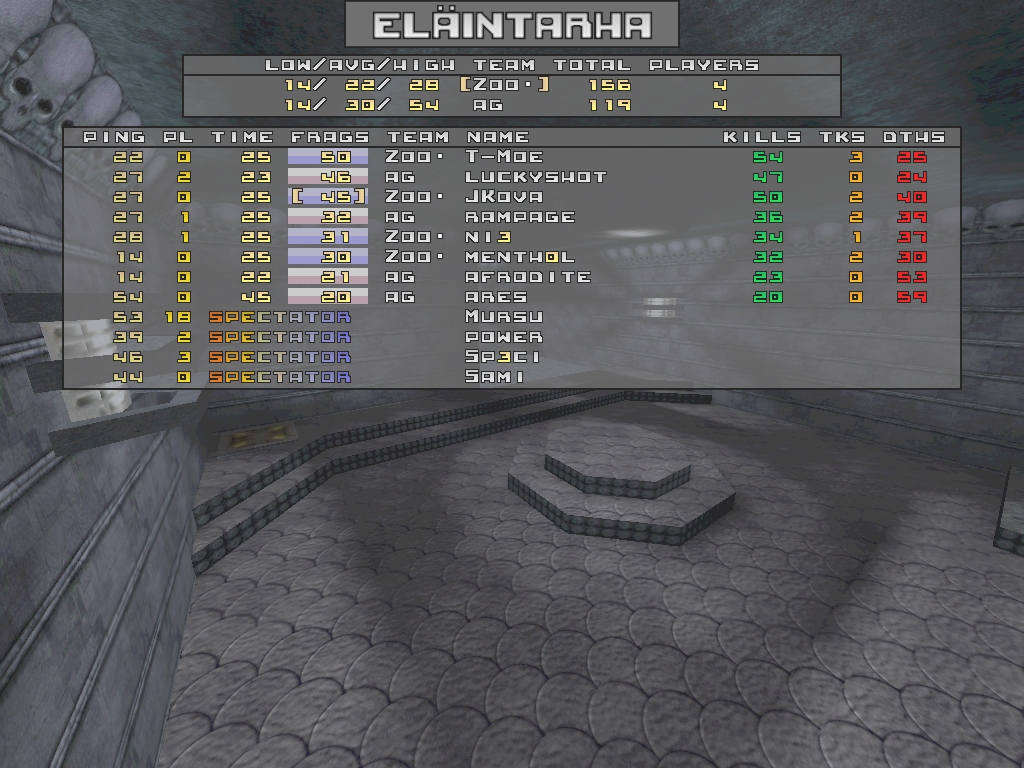 ELÄINTARHA
LOW/AVG/HIGH TEAM TOTAL PLAYERS
14/ 22/ 28 [ZOO·] 156 4
14/ 30/ 54 AG 119 4
PING PL TIME FRAGS TEAM NAME KILLS TKS DTHS
22 0 25 50 ZOO· T-MOE 54 3 25
27 2 23 46 AG LUCKYSHOT 47 0 24
27 0 25 [ 45] ZOO· JKOVA 50 2 40
27 1 25 32 AG RAMPAGE 36 2 39
28 1 25 31 ZOO· NI3 34 1 37
14 0 25 30 ZOO· MENTHOL 32 2 30
14 0 22 21 AG AFRODITE 23 0 53
54 0 45 20 AG ARES 20 0 59
53 18 SPECTATOR MURSU
39 2 SPECTATOR POWER
46 3 SPECTATOR SP3CI
44 0 SPECTATOR SAMI